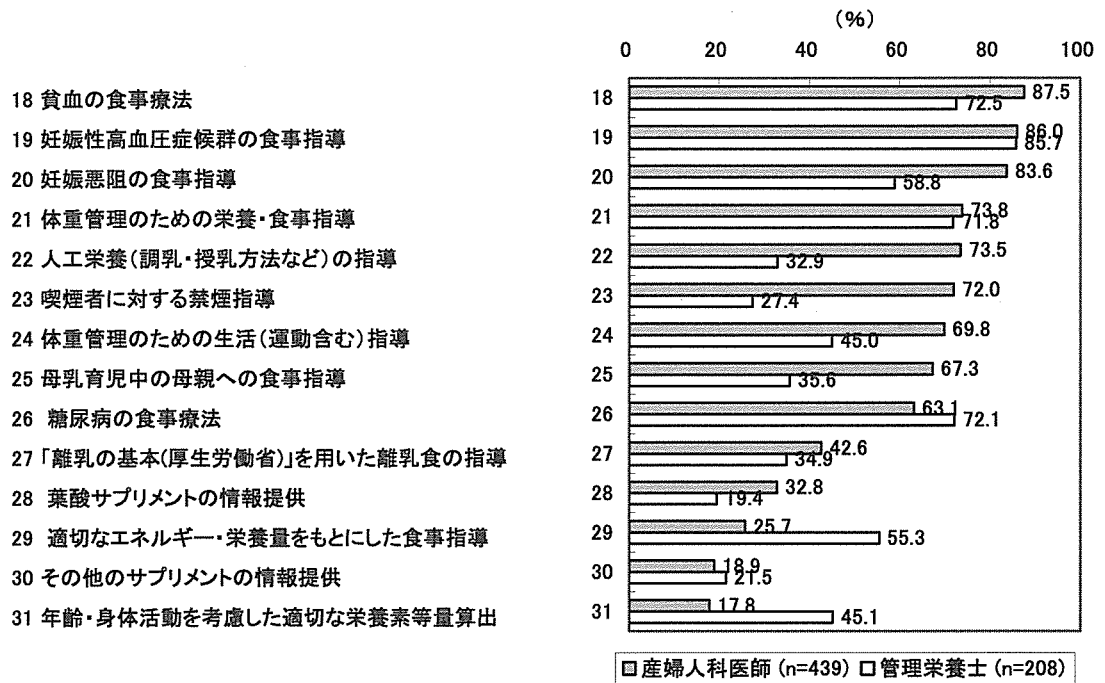 (%)
0 20 40 60 80 100
18 貧血の食事療法 18 87.5 72.5
19 妊娠性高血圧症候群の食事指導 19 86.0 85.7
20 妊娠悪阻の食事指導 20 83.6 58.8
21 体重管理のための栄養・食事指導 21 73.8 71.8
22 人工栄養(調乳・授乳方法など)の指導 22 73.5 32.9
23 喫煙者に対する禁煙指導 23 72.0 27.4
24 体重管理のための生活(運動含む)指導 24 69.8 45.0
25 母乳育児中の母親への食事指導 25 67.3 35.6
26 糖尿病の食事療法 26 63.1 72.1
27 「離乳の基本(厚生労働省)」を用いた離乳食の指導 27 42.6 34.9
28 葉酸サプリメントの情報提供 28 32.8 19.4
29 適切なエネルギー・栄養量をもとにした食事指導 29 25.7 55.3
30 その他のサプリメントの情報提供 30 18.9 21.5
31 年齢・身体活動を考慮した適切な栄養素等量算出 31 17.8 45.1
産婦人科医師 (n=439) 管理栄養士 (n=208)